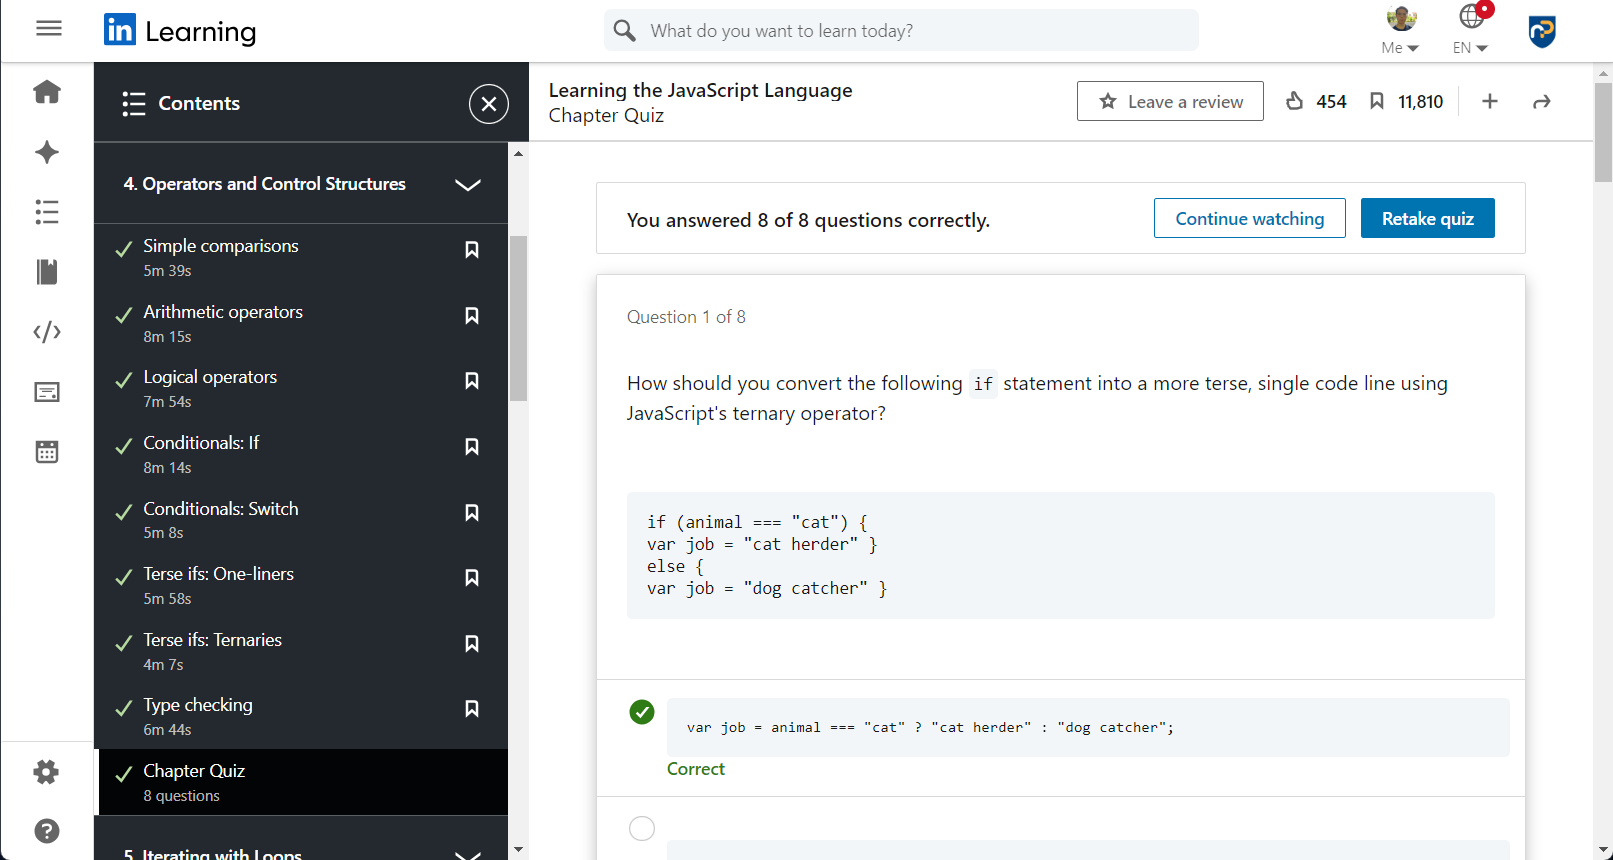 in Learning
What do you want to learn today?
Me
EN
Contents
4. Operators and Control Structures
Simple comparisons
5m 39s
Arithmetic operators
8m 15s
Logical operators
7m 54s
Conditionals: If
8m 14s
Conditionals: Switch
5m 8s
Terse ifs: One-liners
5m 58s
Terse ifs: Ternaries
4m 7s
Type checking
6m 44s
Chapter Quiz
8 questions
5. Iterating with Loops
Learning the JavaScript Language
Chapter Quiz
Leave a review
454
11,810
You answered 8 of 8 questions correctly.
Continue watching
Retake quiz
Question 1 of 8
How should you convert the following if statement into a more terse, single code line using
JavaScript's ternary operator?
if (animal === "cat") {
var job = "cat herder" }
else {
var job = "dog catcher" }
var job = animal === "cat" ? "cat herder" : "dog catcher";
Correct